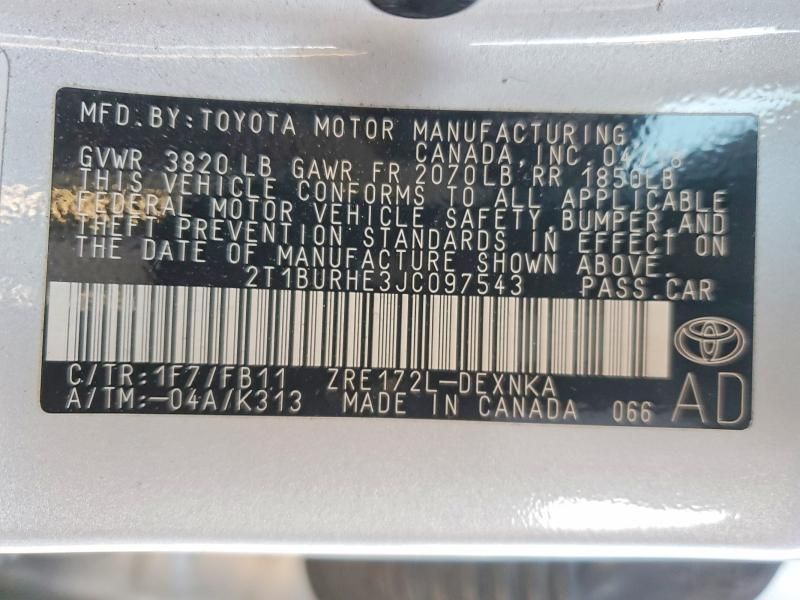 MFD.BY:TOYOTA MOTOR MANUFACTURING
CANADA,INC.
GVWR 3820 LB GAWR FR 2070LB RR 1850LB
THIS VEHICLE CONFORMS TO ALL APPLICABLE
FEDERAL MOTOR VEHICLE SAFETY,BUMPER,AND
THEFT PREVENTION STANDARDS IN EFFECT ON
THE DATE OF MANUFACTURE SHOWN ABOVE.
2T1BURHE3JC097543 PASS.CAR
C/TR:1F7/FB11 ZRE172L-DEXNKA
A/TM:-04A/K313 MADE IN CANADA 066 AD